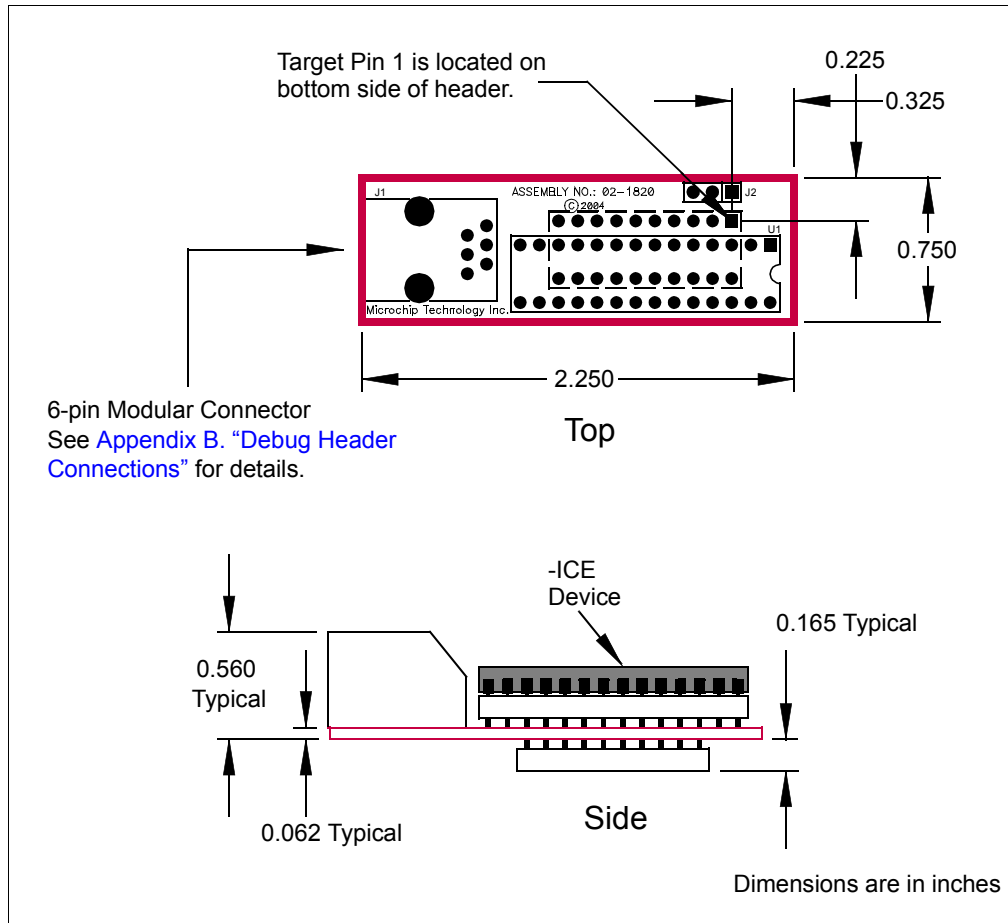 Target Pin 1 is located on
bottom side of header.
0.225
0.325
J1
ASSEMBLY NO.: 02-1820
J2
© 2004
U1
0.750
Microchip Technology Inc.
2.250
6-pin Modular Connector
See Appendix B. “Debug Header
Connections” for details.
Top
-ICE
Device
0.165 Typical
0.560
Typical
0.062 Typical
Side
Dimensions are in inches